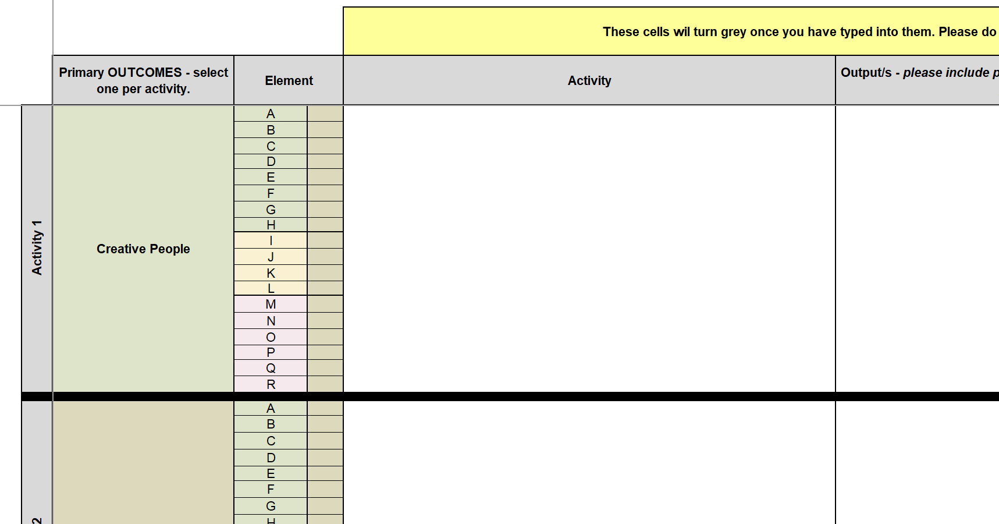 These cells wil turn grey once you have typed into them. Please do
Primary OUTCOMES - select
one per activity.
Element
Activity
Output/s - please include p
Activity 1
Creative People
A
B
C
D
E
F
G
H
I
J
K
L
M
N
O
P
Q
R
2
A
B
C
D
E
F
G
H